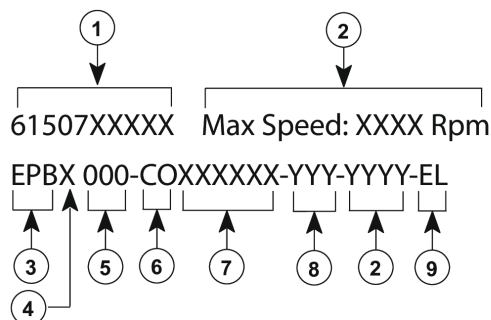 1 2
61507XXXXX Max Speed: XXXX Rpm
EPBX 000-COXXXXXX-YYY-YYYY-EL
3 5 6 7 8 2 9
4